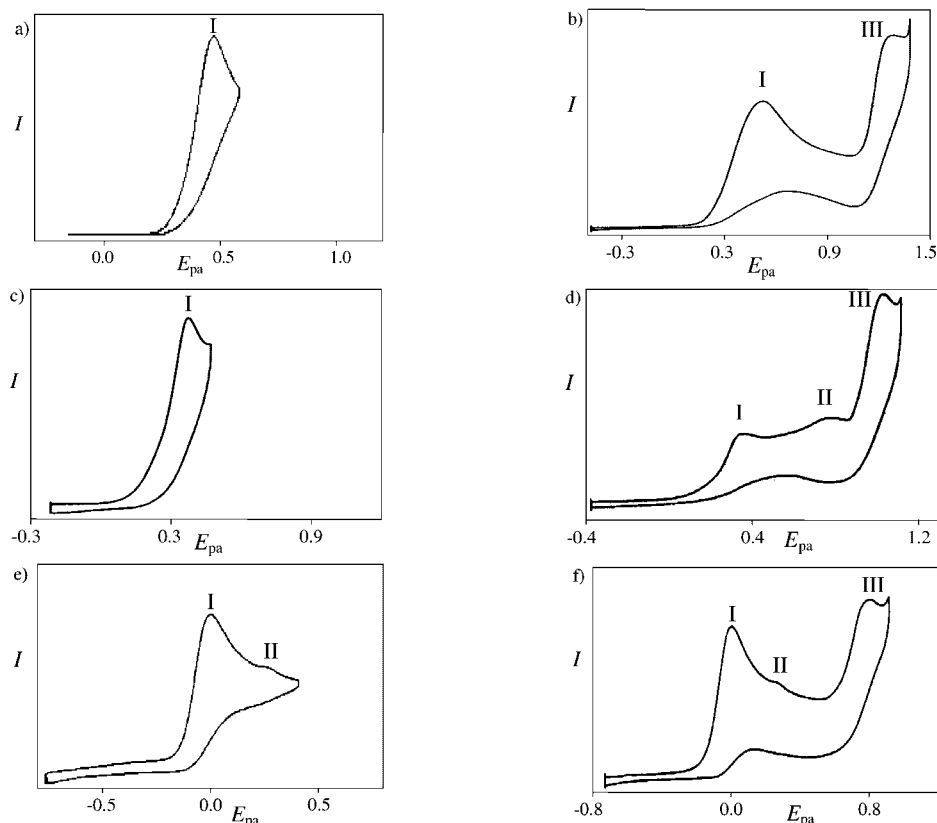 a)
I
I
0.0 0.5 1.0
E_pa
b)
III
I
I
-0.3 0.3 0.9 1.5
E_pa
c)
I
I
-0.3 0.3 0.9
E_pa
d)
III
I
I II
-0.4 0.4 1.2
E_pa
e)
I
II
I
-0.5 0.0 0.5
E_pa
f)
III
I
II
I
-0.8 0.0 0.8
E_pa